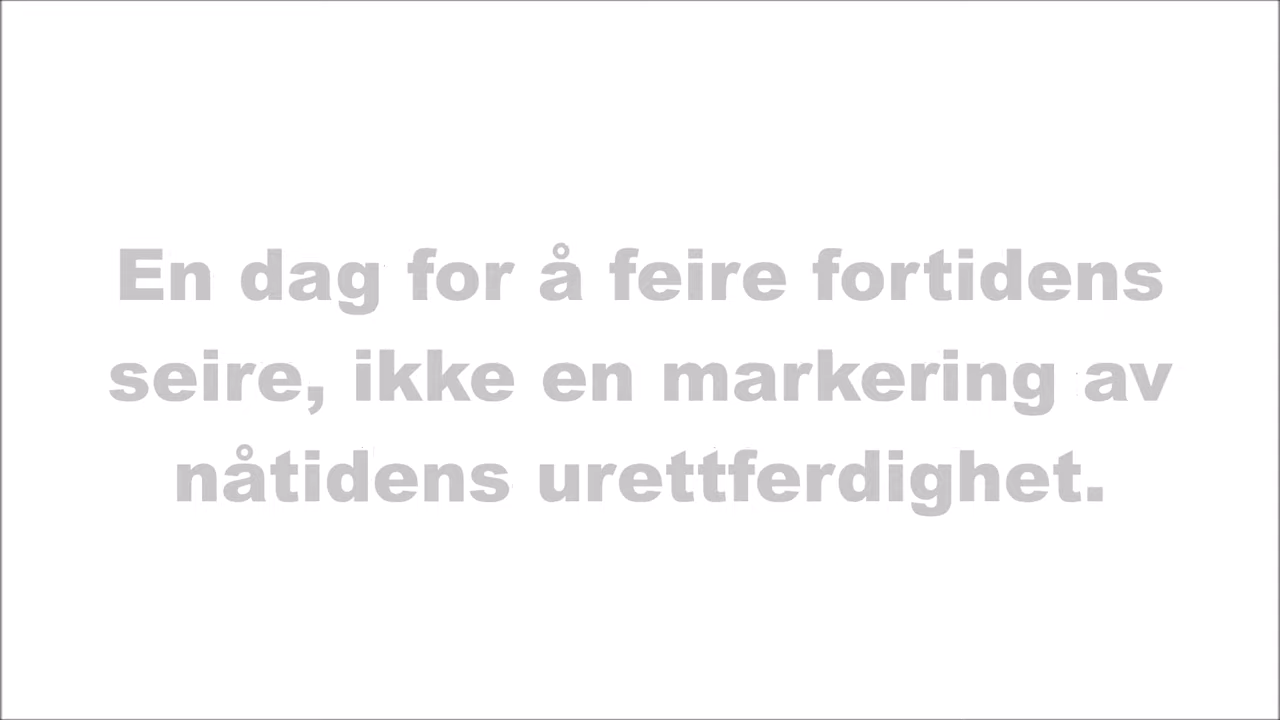 En dag for å feire fortidens
seire, ikke en markering av
nåtidens urettferdighet.